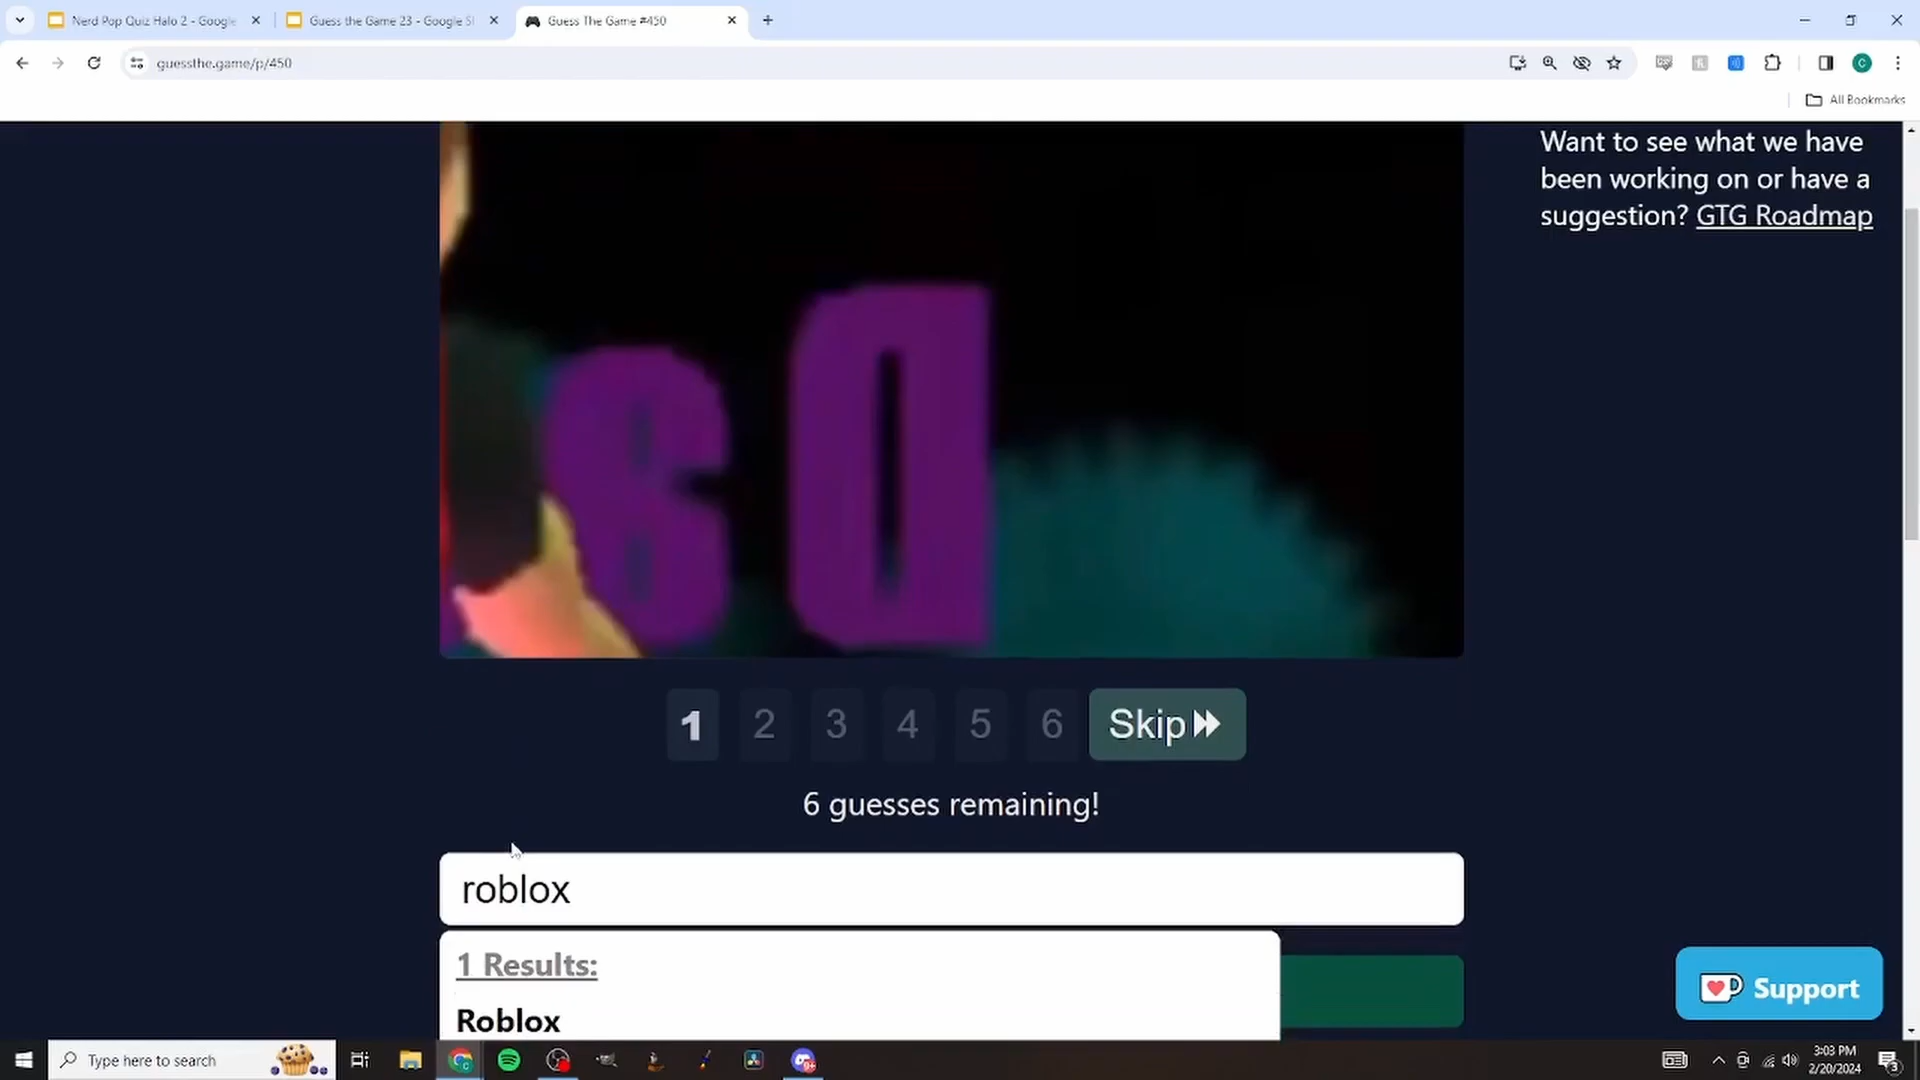 Nerd Pop Quiz Halo 2 - Google
Guess the Game 23 - Google Sl
Guess The Game #450
guessthe.game/p/450
All Bookmarks
Want to see what we have
been working on or have a
suggestion? GTG Roadmap
1 2 3 4 5 6 Skip
6 guesses remaining!
roblox
1 Results:
Roblox
Support
Type here to search
3:03 PM
2/20/2024